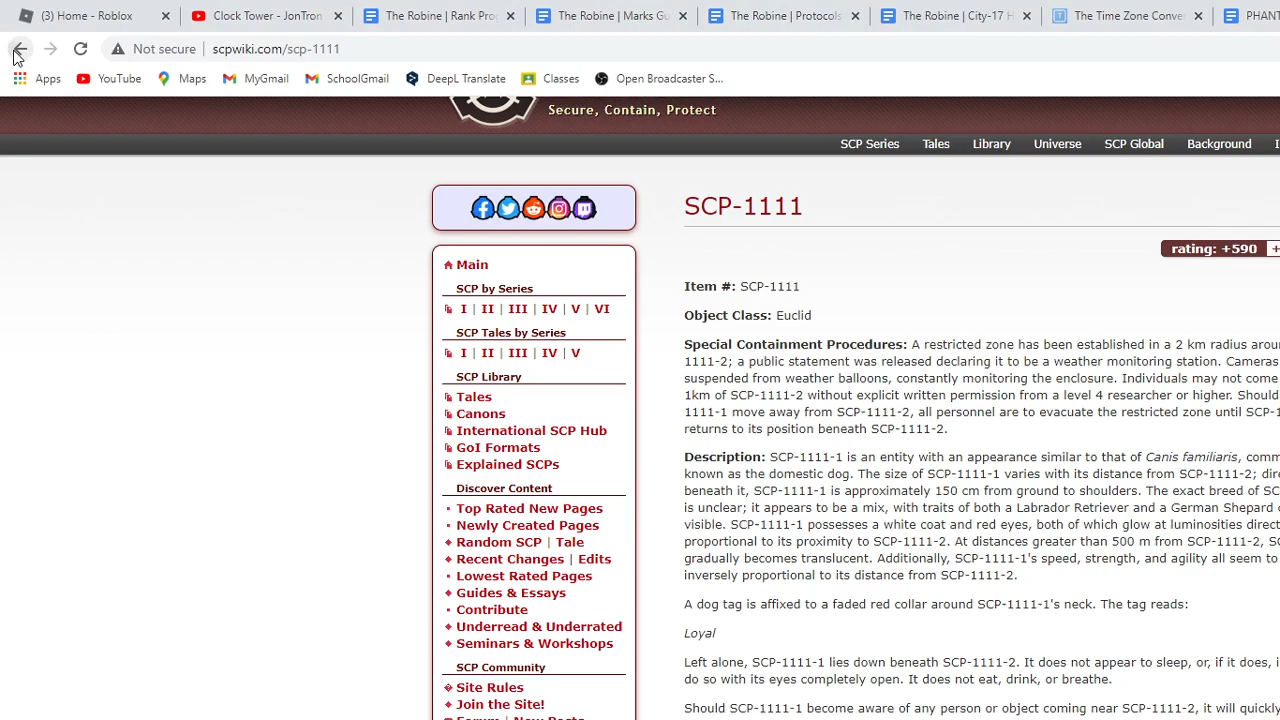 (3) Home - Roblox
Clock Tower - JonTron
The Robine | Rank Pro
The Robine | Marks Gu
The Robine | Protocols
The Robine | City-17 H
The Time Zone Conver
PHANT
Not secure
scpwiki.com/scp-1111
Apps
YouTube
Maps
MyGmail
SchoolGmail
DeepL Translate
Classes
Open Broadcaster S...
Secure, Contain, Protect
SCP Series
Tales
Library
Universe
SCP Global
Background
Main
SCP by Series
I | II | III | IV | V | VI
SCP Tales by Series
I | II | III | IV | V
SCP Library
Tales
Canons
International SCP Hub
GoI Formats
Explained SCPs
Discover Content
Top Rated New Pages
Newly Created Pages
Random SCP | Tale
Recent Changes | Edits
Lowest Rated Pages
Guides & Essays
Contribute
Underread & Underrated
Seminars & Workshops
SCP Community
Site Rules
Join the Site!
Forum | New Posts
SCP-1111
rating: +590 +
Item #: SCP-1111
Object Class: Euclid
Special Containment Procedures: A restricted zone has been established in a 2 km radius arou
1111-2; a public statement was released declaring it to be a weather monitoring station. Cameras
suspended from weather balloons, constantly monitoring the enclosure. Individuals may not come
1km of SCP-1111-2 without explicit written permission from a level 4 researcher or higher. Should
1111-1 move away from SCP-1111-2, all personnel are to evacuate the restricted zone until SCP-1
returns to its position beneath SCP-1111-2.
Description: SCP-1111-1 is an entity with an appearance similar to that of Canis familiaris, comm
known as the domestic dog. The size of SCP-1111-1 varies with its distance from SCP-1111-2; dire
beneath it, SCP-1111-1 is approximately 150 cm from ground to shoulders. The exact breed of SC
is unclear; it appears to be a mix, with traits of both a Labrador Retriever and a German Shepard c
visible. SCP-1111-1 possesses a white coat and red eyes, both of which glow at luminosities direct
proportional to its proximity to SCP-1111-2. At distances greater than 500 m from SCP-1111-2, SC
gradually becomes translucent. Additionally, SCP-1111-1's speed, strength, and agility all seem to
inversely proportional to its distance from SCP-1111-2.
A dog tag is affixed to a faded red collar around SCP-1111-1's neck. The tag reads:
Loyal
Left alone, SCP-1111-1 lies down beneath SCP-1111-2. It does not appear to sleep, or, if it does, i
do so with its eyes completely open. It does not eat, drink, or breathe.
Should SCP-1111-1 become aware of any person or object coming near SCP-1111-2, it will quickly